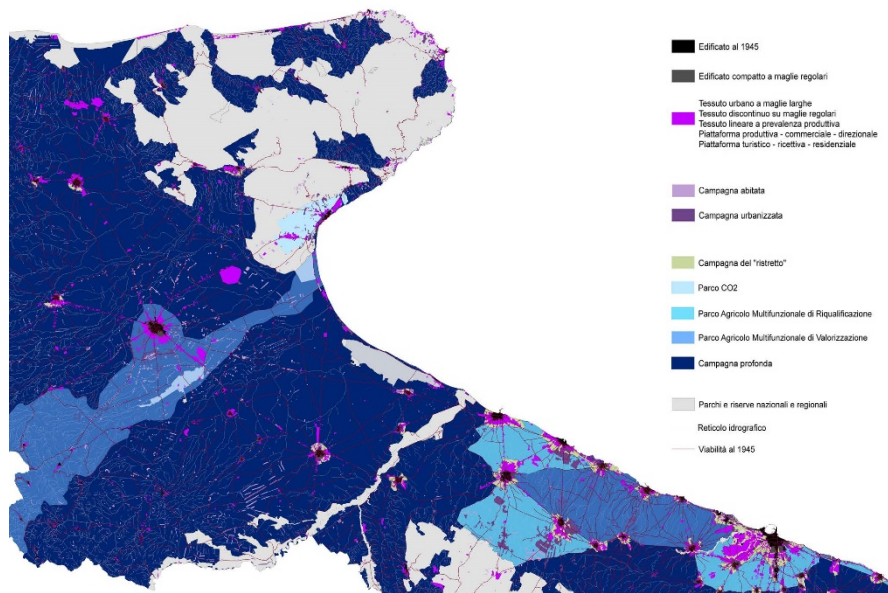 Edificato al 1945
Edificato compatto a maglie regolari
Tessuto urbano a maglie larghe
Tessuto discontinuo su maglie regolari
Tessuto lineare a prevalenza produttiva
Piattaforma produttiva - commerciale - direzionale
Piattaforma turistico - ricettiva - residenziale
Campagna abitata
Campagna urbanizzata
Campagna del "ristretto"
Parco CO2
Parco Agricolo Multifunzionale di Riqualificazione
Parco Agricolo Multifunzionale di Valorizzazione
Campagna profonda
Parchi e riserve nazionali e regionali
Reticolo idrografico
Viabilità al 1945